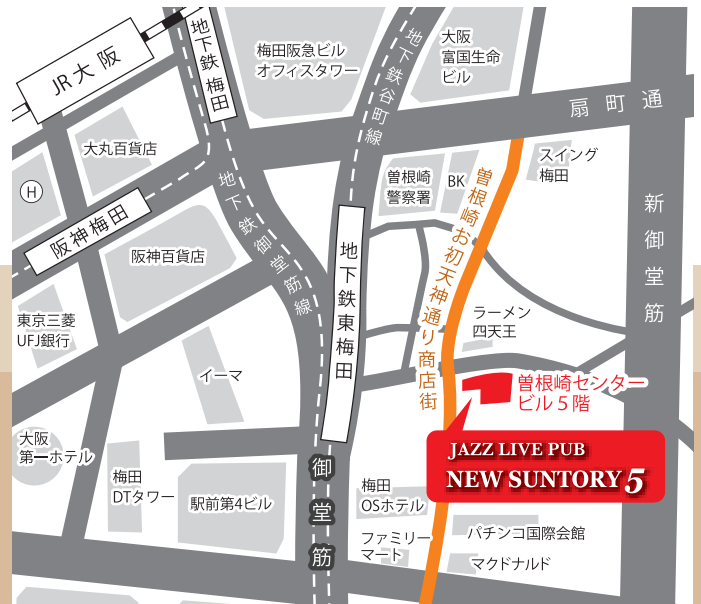 JR大阪
地下鉄梅田
梅田阪急ビル
オフィスタワー
地下鉄谷町線
大阪
富国生命
ビル
扇町通
大丸百貨店
H
阪神梅田
地下鉄御堂筋線
曽根崎
警察署
BK
スイング
梅田
曽根崎お初天神通り商店街
新御堂筋
阪神百貨店
地下鉄東梅田
東京三菱
UFJ銀行
ラーメン
四天王
イーマ
曽根崎センター
ビル5階
JAZZ LIVE PUB
NEW SUNTORY 5
大阪
第一ホテル
梅田
DTタワー
駅前第4ビル
御堂筋
梅田
OSホテル
ファミリー
マート
パチンコ国際会館
マクドナルド